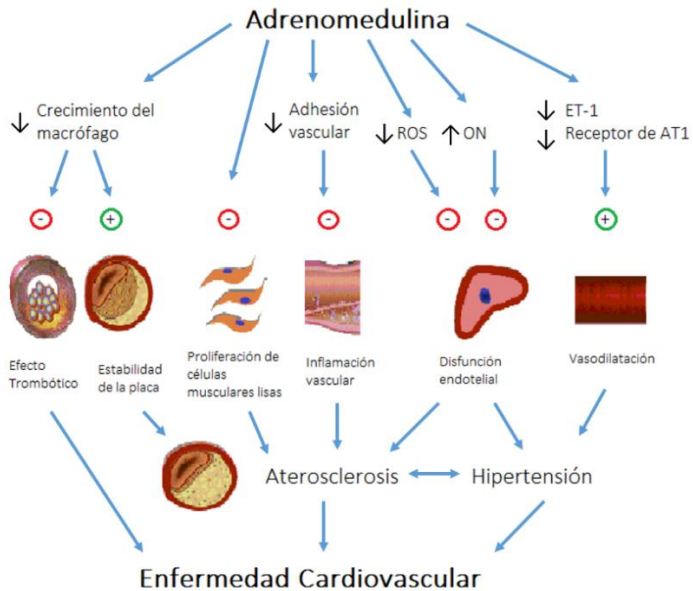 Adrenomedulina
↓ Crecimiento del
macrófago
↓ Adhesión
vascular
↓ ROS
↑ ON
↓ ET-1
↓ Receptor de AT1
-
+
-
-
-
-
+
Efecto
Trombótico
Estabilidad
de la placa
Proliferación de
células
musculares lisas
Inflamación
vascular
Disfunción
endotelial
Vasodilatación
Aterosclerosis
Hipertensión
Enfermedad Cardiovascular